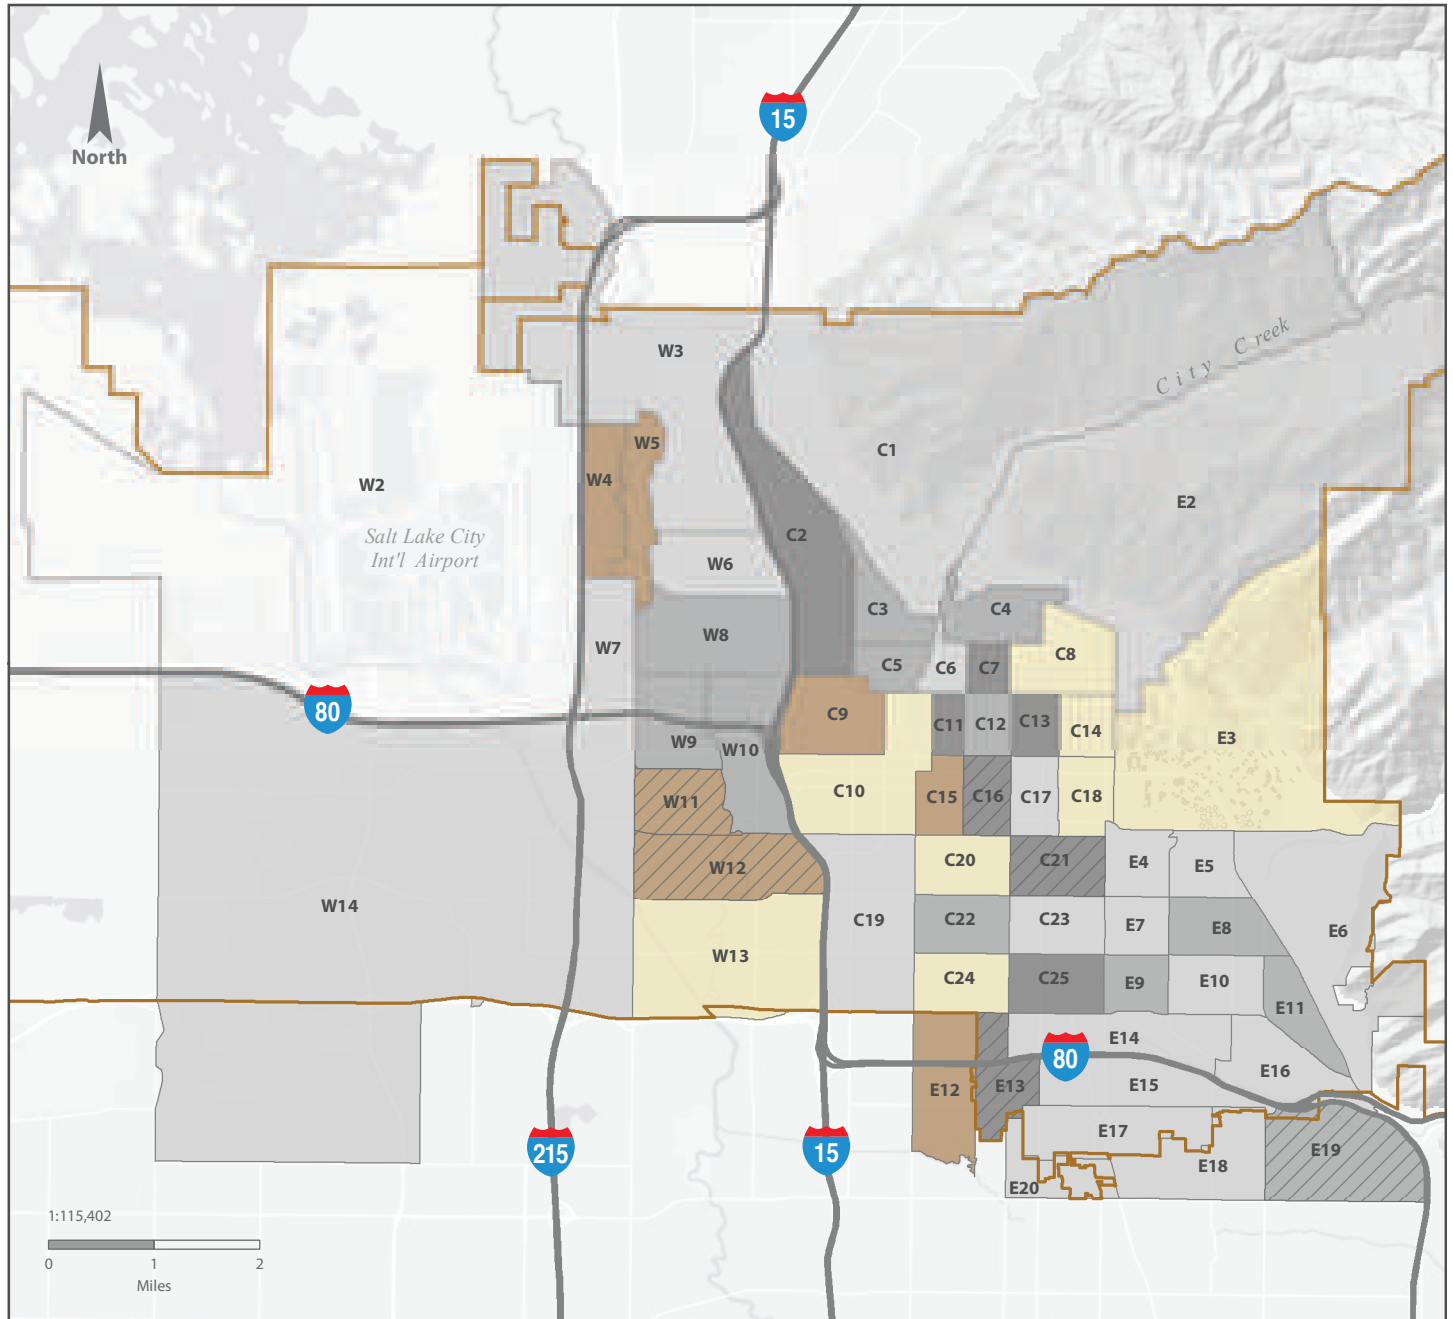 15
North
W3
City Creek
C1
W5
W4
W2
E2
Salt Lake City
Int'l Airport
C2
W6
C3
C4
W8
W7
C8
C5
C6
C7
80
C9
C11
C12
C13
C14
E3
W9
W10
C10
C15
C16
C17
C18
W11
W12
C20
C21
E4
E5
W14
C19
C22
C23
E7
E8
E6
W13
C24
C25
E9
E10
E11
E14
80
E16
E12
E13
E15
E17
215
15
E18
E19
E20
1:115,402
0
1
2
Miles